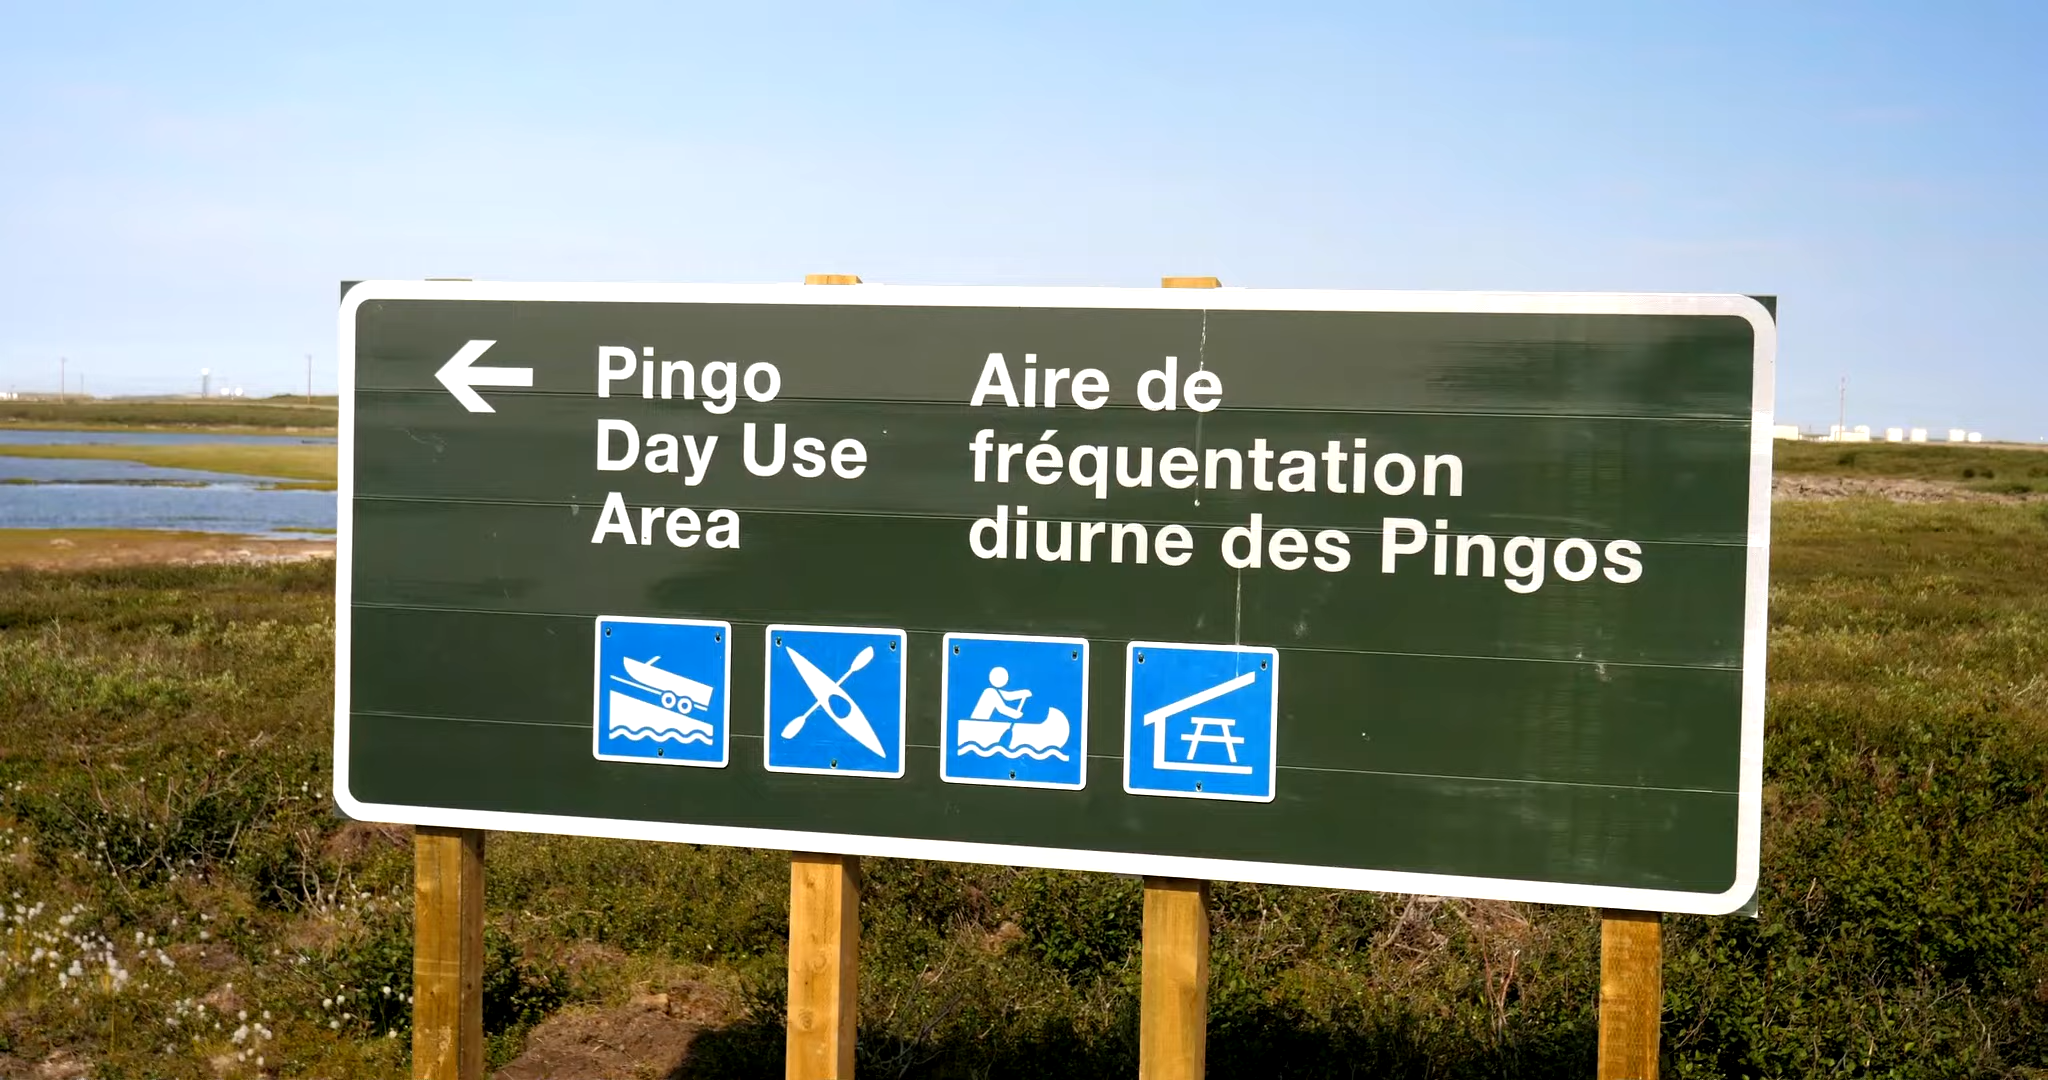 Pingo
Day Use
Area
Aire de
fréquentation
diurne des Pingos